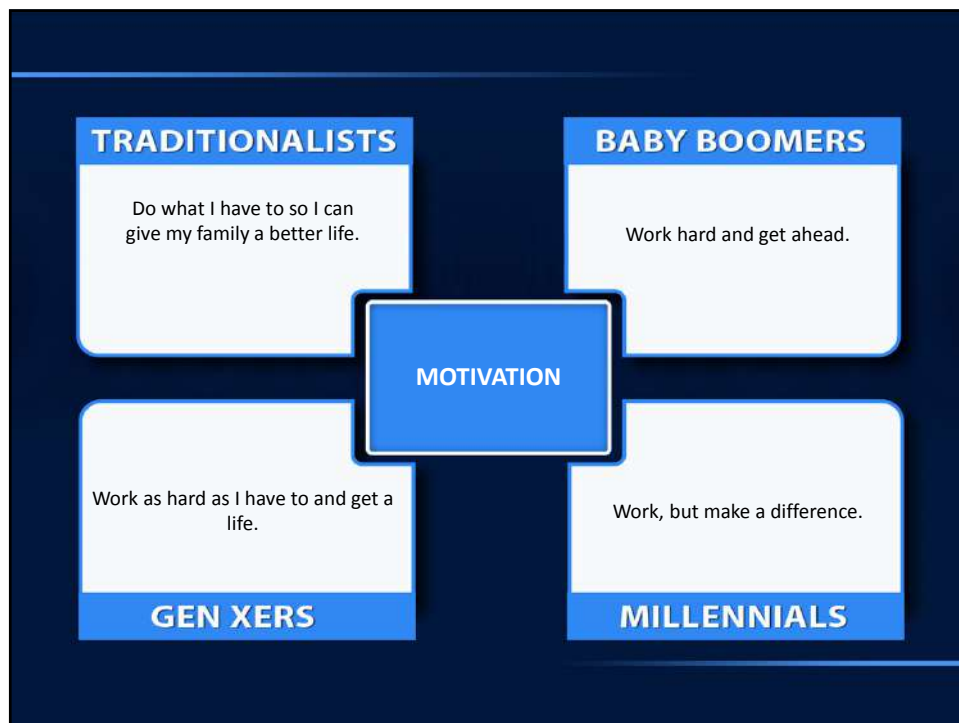 TRADITIONALISTS
Do what I have to so I can
give my family a better life.
BABY BOOMERS
Work hard and get ahead.
MOTIVATION
Work as hard as I have to and get a
life.
GEN XERS
Work, but make a difference.
MILLENNIALS